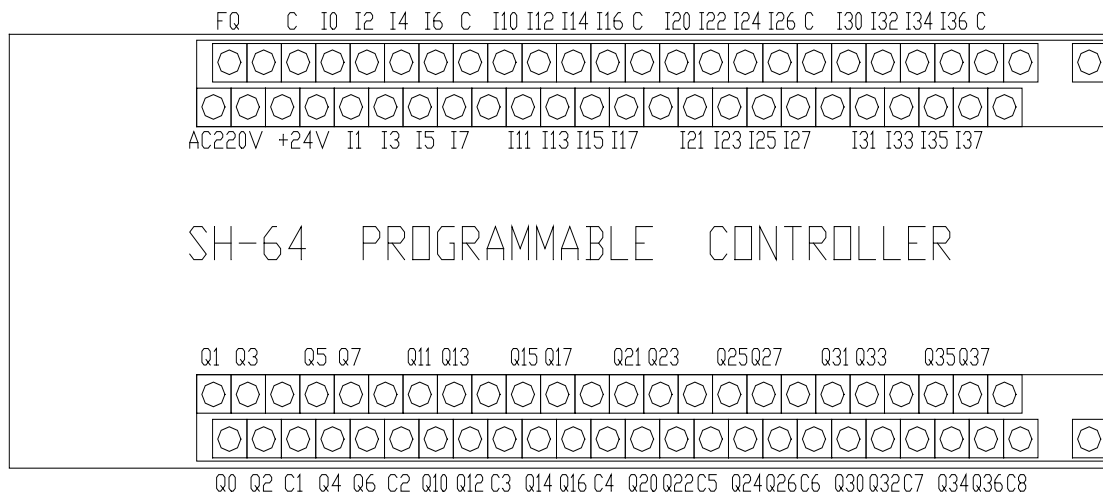 FQ C I0 I2 I4 I6 C I10 I12 I14 I16 C I20 I22 I24 I26 C I30 I32 I34 I36 C
AC220V +24V I1 I3 I5 I7 I11 I13 I15 I17 I21 I23 I25 I27 I31 I33 I35 I37
SH-64 PROGRAMMABLE CONTROLLER
Q1 Q3 Q5 Q7 Q11 Q13 Q15 Q17 Q21 Q23 Q25 Q27 Q31 Q33 Q35 Q37
Q0 Q2 C1 Q4 Q6 C2 Q10 Q12 C3 Q14 Q16 C4 Q20 Q22 C5 Q24 Q26 C6 Q30 Q32 C7 Q34 Q36 C8